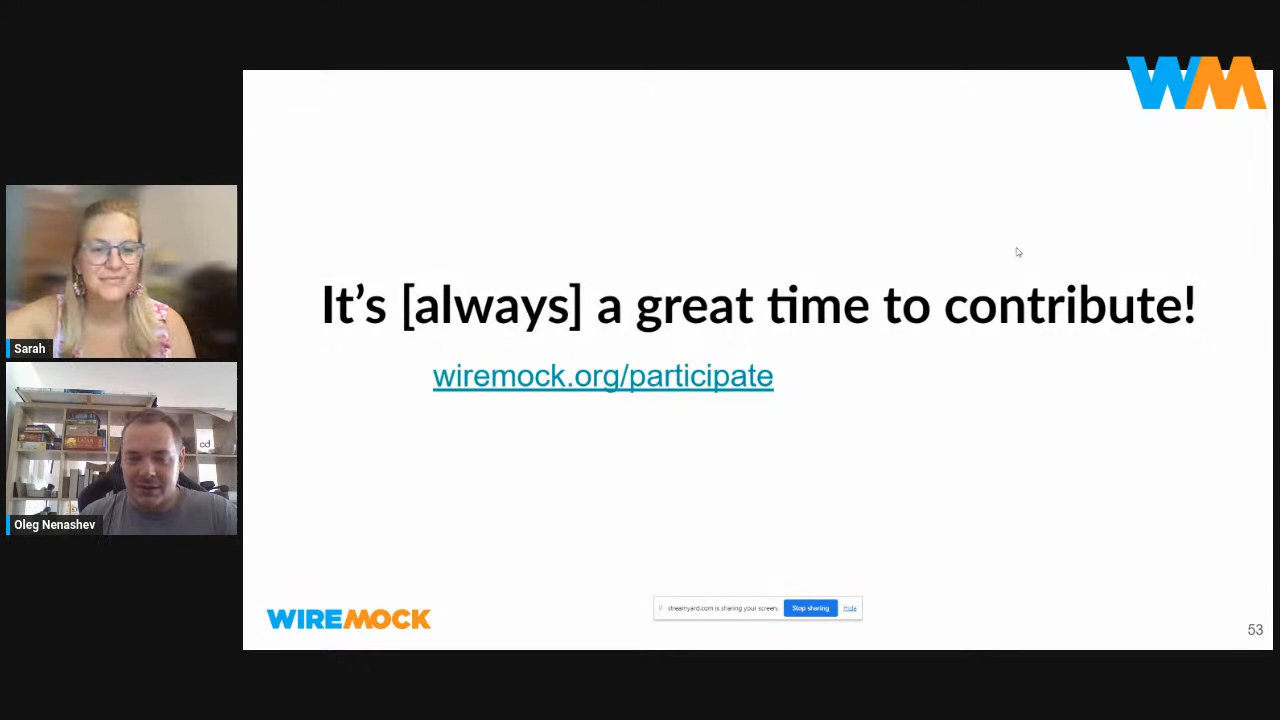 WM
It's [always] a great time to contribute!
wiremock.org/participate
Sarah
Oleg Nenashev
WIREMOCK
streamyard.com is sharing your screen.
Stop sharing
Hide
53